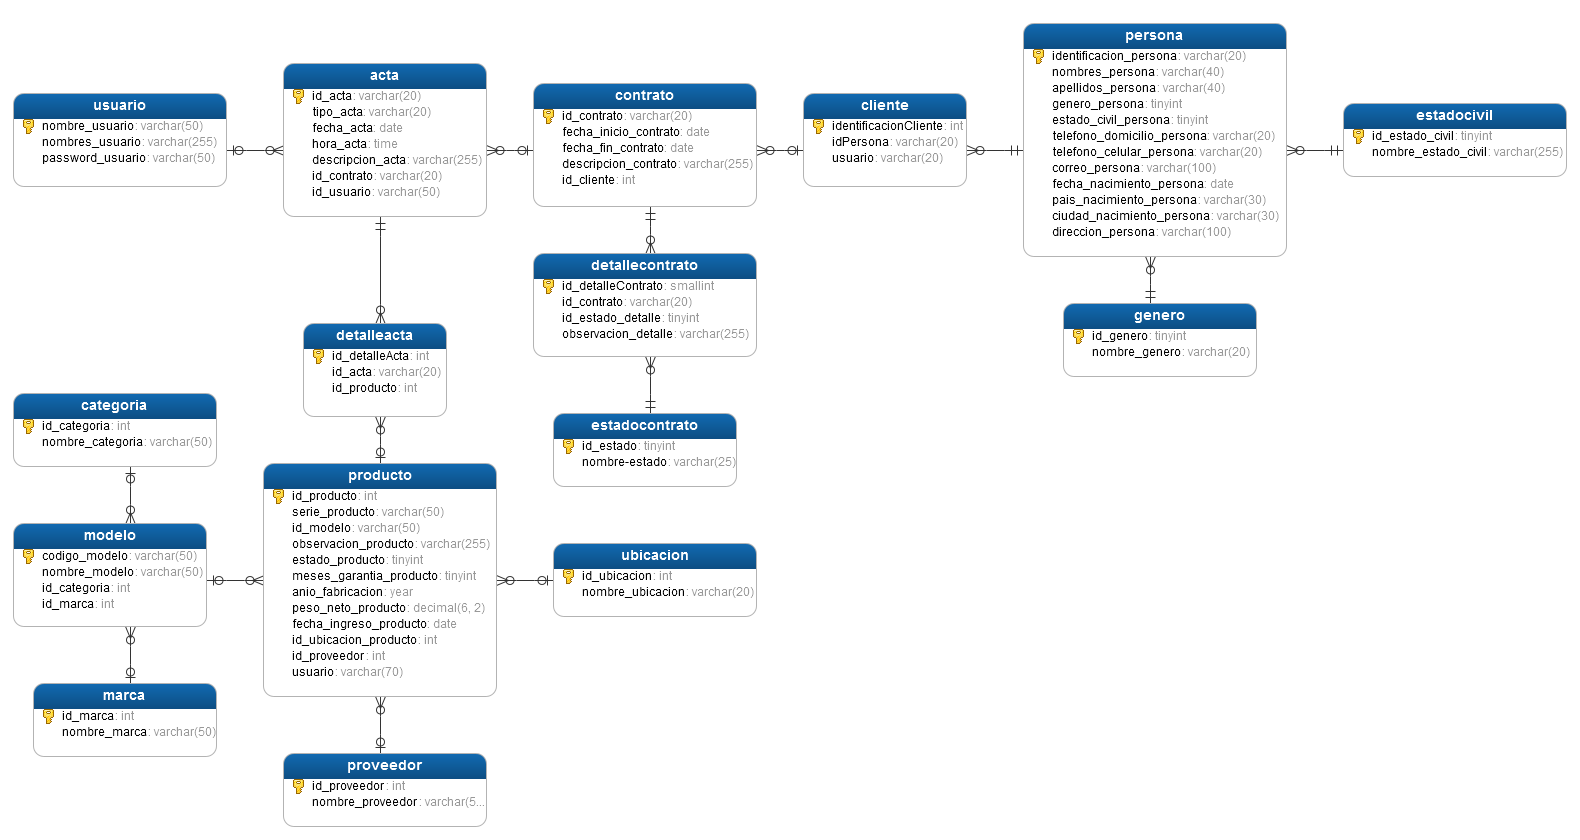 usuario
nombre_usuario: varchar(50)
nombres_usuario: varchar(255)
password_usuario: varchar(50)
acta
id_acta: varchar(20)
tipo_acta: varchar(20)
fecha_acta: date
hora_acta: time
descripcion_acta: varchar(255)
id_contrato: varchar(20)
id_usuario: varchar(50)
contrato
id_contrato: varchar(20)
fecha_inicio_contrato: date
fecha_fin_contrato: date
descripcion_contrato: varchar(255)
id_cliente: int
cliente
identificacionCliente: int
idPersona: varchar(20)
usuario: varchar(20)
persona
identificacion_persona: varchar(20)
nombres_persona: varchar(40)
apellidos_persona: varchar(40)
genero_persona: tinyint
estado_civil_persona: tinyint
telefono_domicilio_persona: varchar(20)
telefono_celular_persona: varchar(20)
correo_persona: varchar(100)
fecha_nacimiento_persona: date
pais_nacimiento_persona: varchar(30)
ciudad_nacimiento_persona: varchar(30)
direccion_persona: varchar(100)
estadocivil
id_estado_civil: tinyint
nombre_estado_civil: varchar(255)
detallecontrato
id_detalleContrato: smallint
id_contrato: varchar(20)
id_estado_detalle: tinyint
observacion_detalle: varchar(255)
genero
id_genero: tinyint
nombre_genero: varchar(20)
detalleacta
id_detalleActa: int
id_acta: varchar(20)
id_producto: int
categoria
id_categoria: int
nombre_categoria: varchar(50)
estadocontrato
id_estado: tinyint
nombre-estado: varchar(25)
producto
id_producto: int
serie_producto: varchar(50)
id_modelo: varchar(50)
observacion_producto: varchar(255)
estado_producto: tinyint
meses_garantia_producto: tinyint
anio_fabricacion: year
peso_neto_producto: decimal(6, 2)
fecha_ingreso_producto: date
id_ubicacion_producto: int
id_proveedor: int
usuario: varchar(70)
modelo
codigo_modelo: varchar(50)
nombre_modelo: varchar(50)
id_categoria: int
id_marca: int
ubicacion
id_ubicacion: int
nombre_ubicacion: varchar(20)
marca
id_marca: int
nombre_marca: varchar(50)
proveedor
id_proveedor: int
nombre_proveedor: varchar(5...